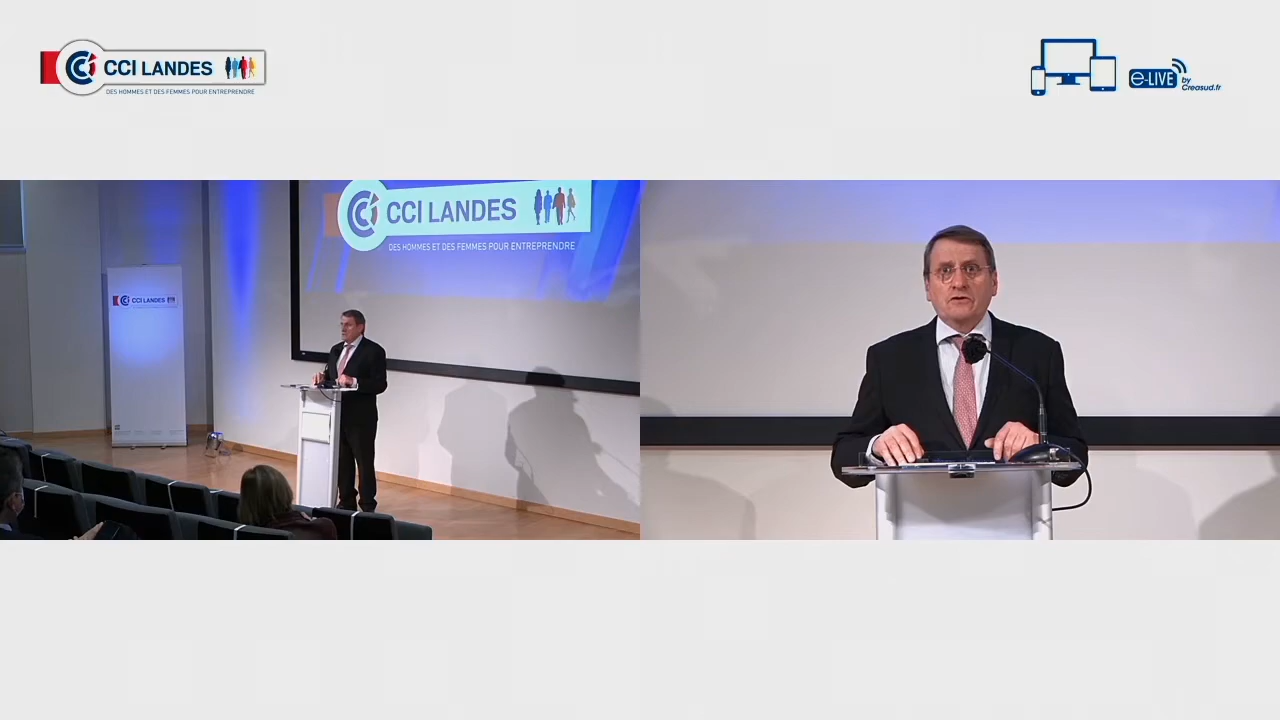 CCI LANDES
DES HOMMES ET DES FEMMES POUR ENTREPRENDRE
e-LIVE
by
Creasud.fr
CCI LANDES
DES HOMMES ET DES FEMMES POUR ENTREPRENDRE
CCI LANDES